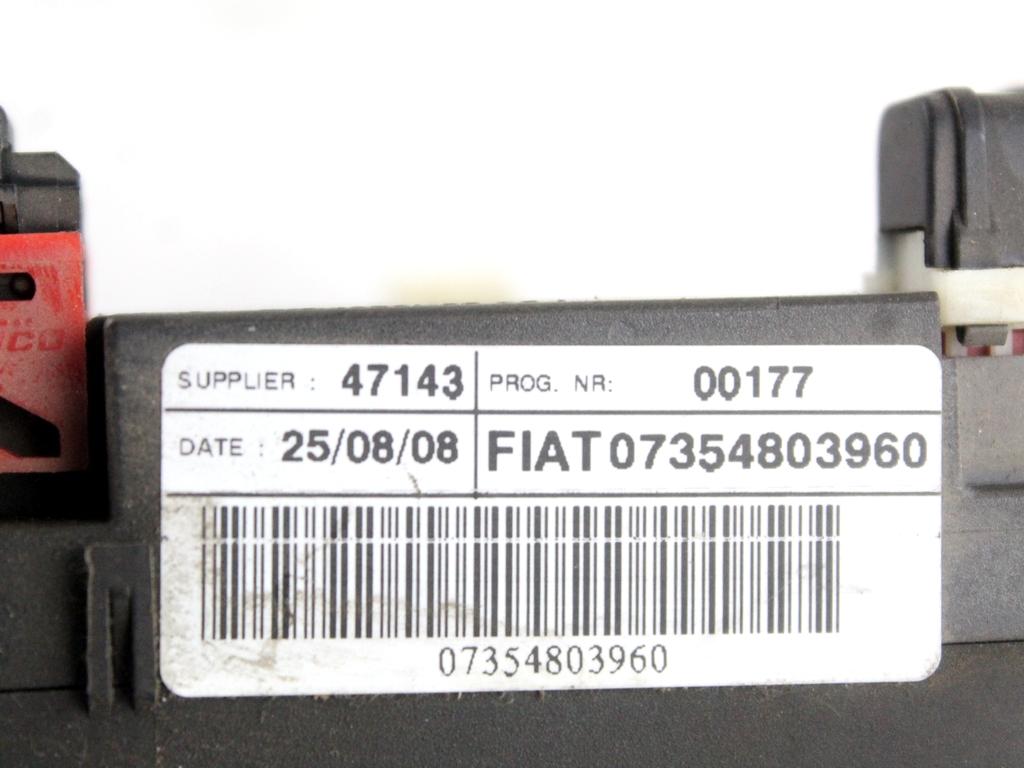 SUPPLIER : 47143 PROG. NR: 00177
DATE : 25/08/08 FIAT 07354803960
07354803960